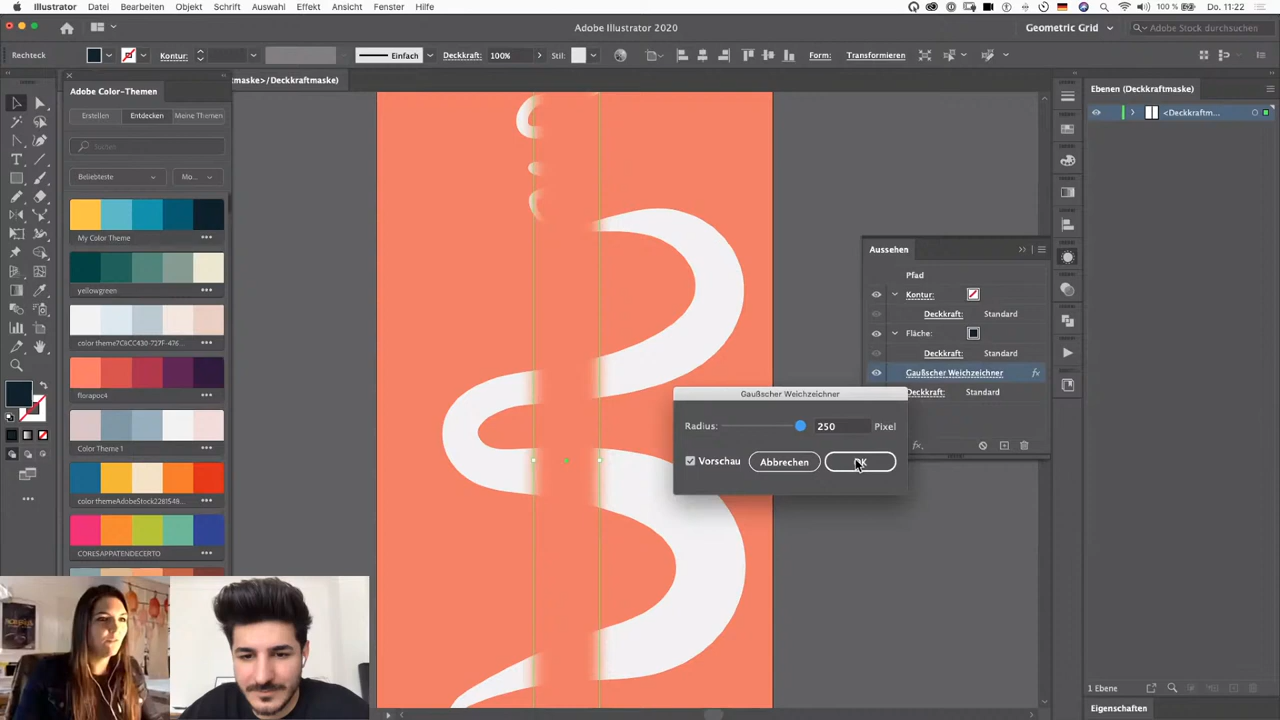 Illustrator Datei Bearbeiten Objekt Schrift Auswahl Effekt Ansicht Fenster Hilfe 100 % Di. 11:22
Adobe Illustrator 2020 Geometric Grid Adobe Stock durchsuchen
Rechteck Kontur: Einfach Deckkraft: 100% Stil: Form: Transformieren
maske>/Deckkraftmaske)
Adobe Color-Themen
Erstellen Entdecken Meine Themen
Suchen
Beliebteste Mo...
My Color Theme
yellowgreen
color theme7C6CC430-727F-476...
florapoc4
color theme
color themeAdobeStock2281548...
CORESAPPATENDECERTO
Aussehen
Pfad
Kontur:
Deckkraft: Standard
Fläche:
Deckkraft: Standard
Gaußscher Weichzeichner fx
Deckkraft: Standard
fx.
Gaußscher Weichzeichner
Radius: 250 Pixel
Vorschau Abbrechen OK
Ebenen (Deckkraftmaske)
<Deckkraftm...
1 Ebene
Eigenschaften